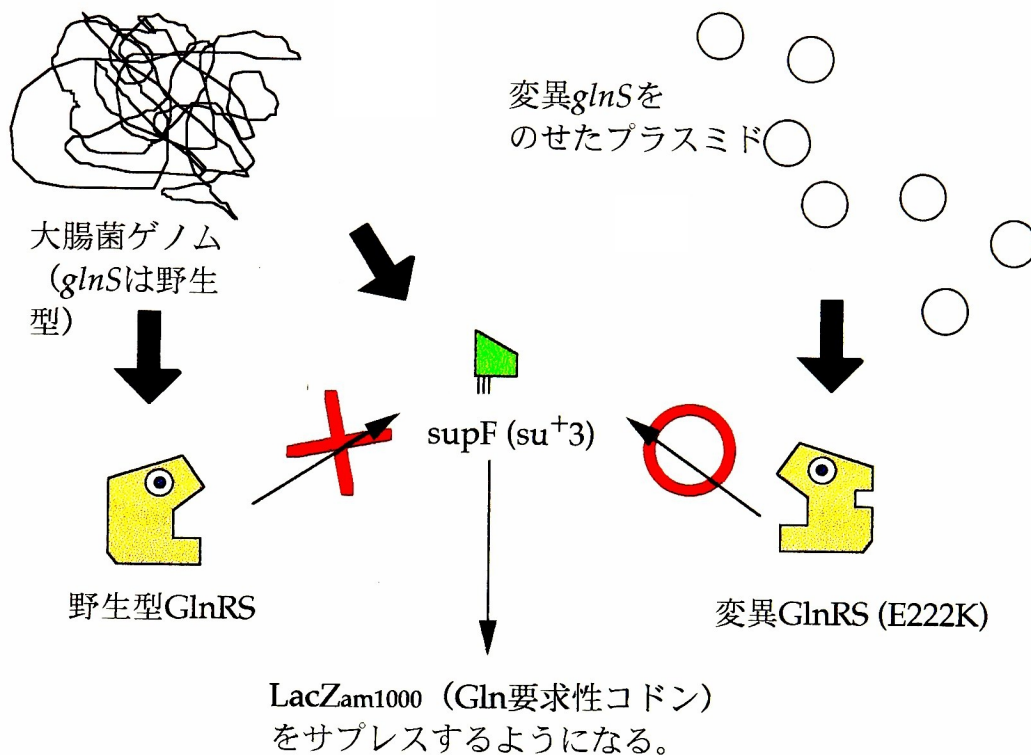 変異glnSを
のせたプラスミド
大腸菌ゲノム
(glnSは野生
型)
supF (su+3)
野生型GlnRS
変異GlnRS (E222K)
LacZam1000 (Gln要求性コドン)
をサプレスするようになる。